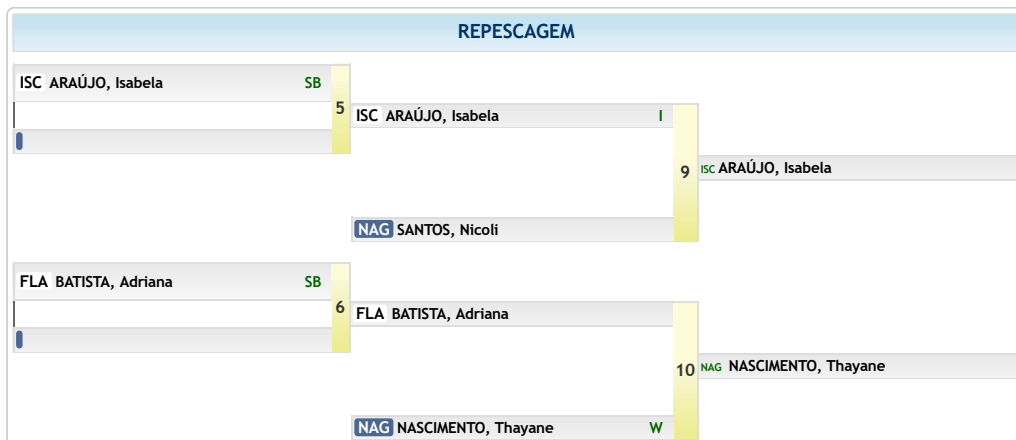 REPESCAGEM
ISC ARAÚJO, Isabela SB
5
ISC ARAÚJO, Isabela I
9
ISC ARAÚJO, Isabela
NAG SANTOS, Nicoli
FLA BATISTA, Adriana SB
6
FLA BATISTA, Adriana
10
NAG NASCIMENTO, Thayane
NAG NASCIMENTO, Thayane W